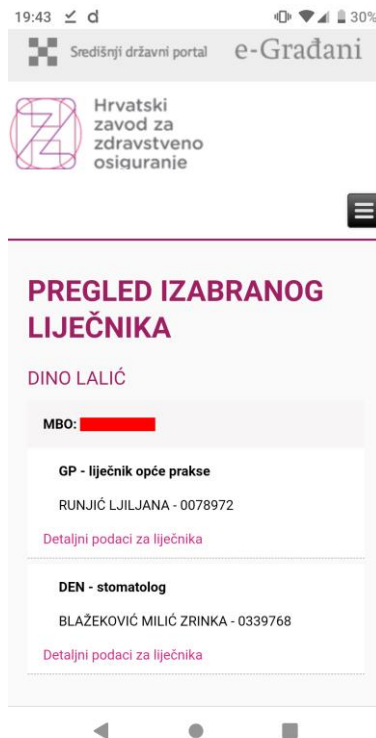 19:43
30%
Središnji državni portal e-Građani
Hrvatski
zavod za
zdravstveno
osiguranje
PREGLED IZABRANOG
LIJEČNIKA
DINO LALIĆ
MBO:
GP - liječnik opće prakse
RUNJIĆ LJILJANA - 0078972
Detaljni podaci za liječnika
DEN - stomatolog
BLAŽEKOVIĆ MILIĆ ZRINKA - 0339768
Detaljni podaci za liječnika